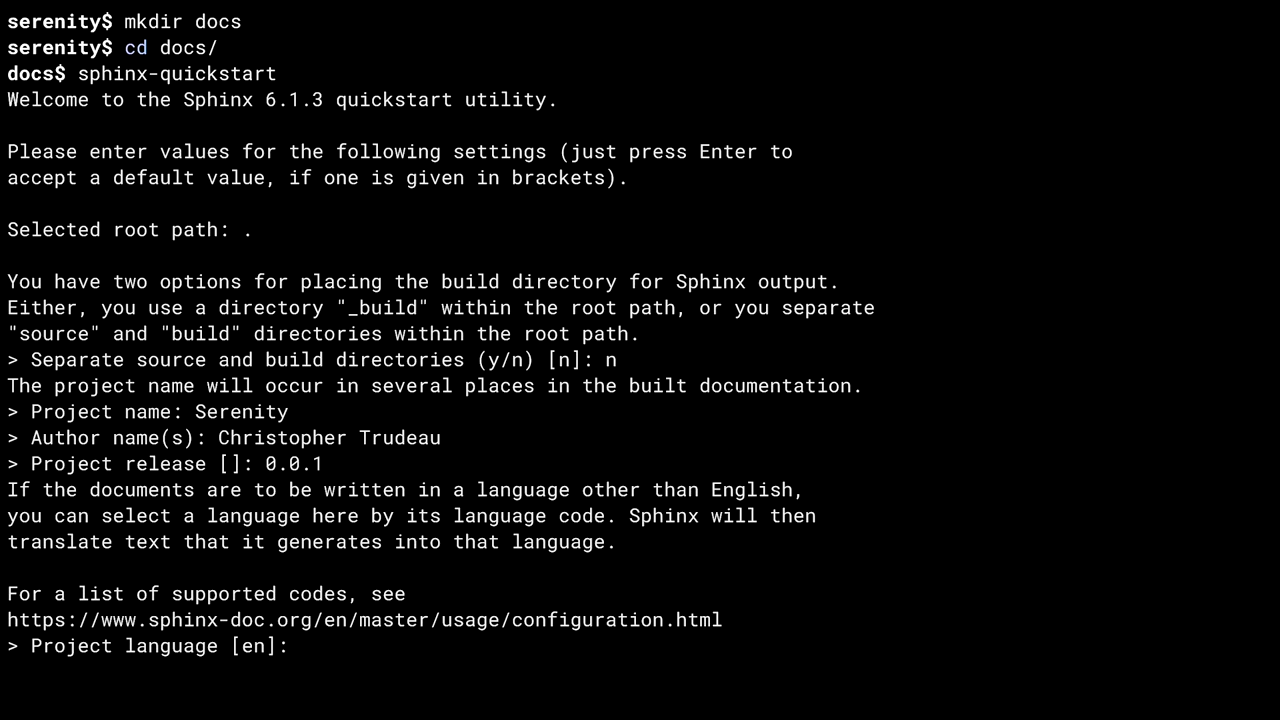 serenity$ mkdir docs
serenity$ cd docs/
docs$ sphinx-quickstart
Welcome to the Sphinx 6.1.3 quickstart utility.
Please enter values for the following settings (just press Enter to
accept a default value, if one is given in brackets).
Selected root path: .
You have two options for placing the build directory for Sphinx output.
Either, you use a directory "_build" within the root path, or you separate
"source" and "build" directories within the root path.
> Separate source and build directories (y/n) [n]: n
The project name will occur in several places in the built documentation.
> Project name: Serenity
> Author name(s): Christopher Trudeau
> Project release []: 0.0.1
If the documents are to be written in a language other than English,
you can select a language here by its language code. Sphinx will then
translate text that it generates into that language.
For a list of supported codes, see
https://www.sphinx-doc.org/en/master/usage/configuration.html
> Project language [en]: